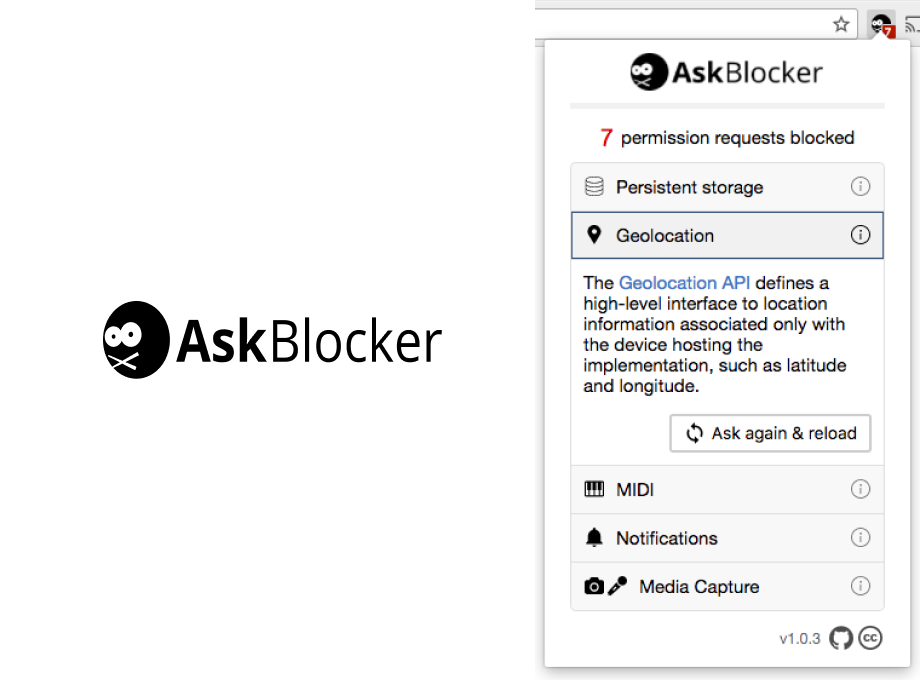 AskBlocker
7
AskBlocker
7 permission requests blocked
Persistent storage
Geolocation
The Geolocation API defines a
high-level interface to location
information associated only with
the device hosting the
implementation, such as latitude
and longitude.
Ask again & reload
MIDI
Notifications
Media Capture
v1.0.3
cc